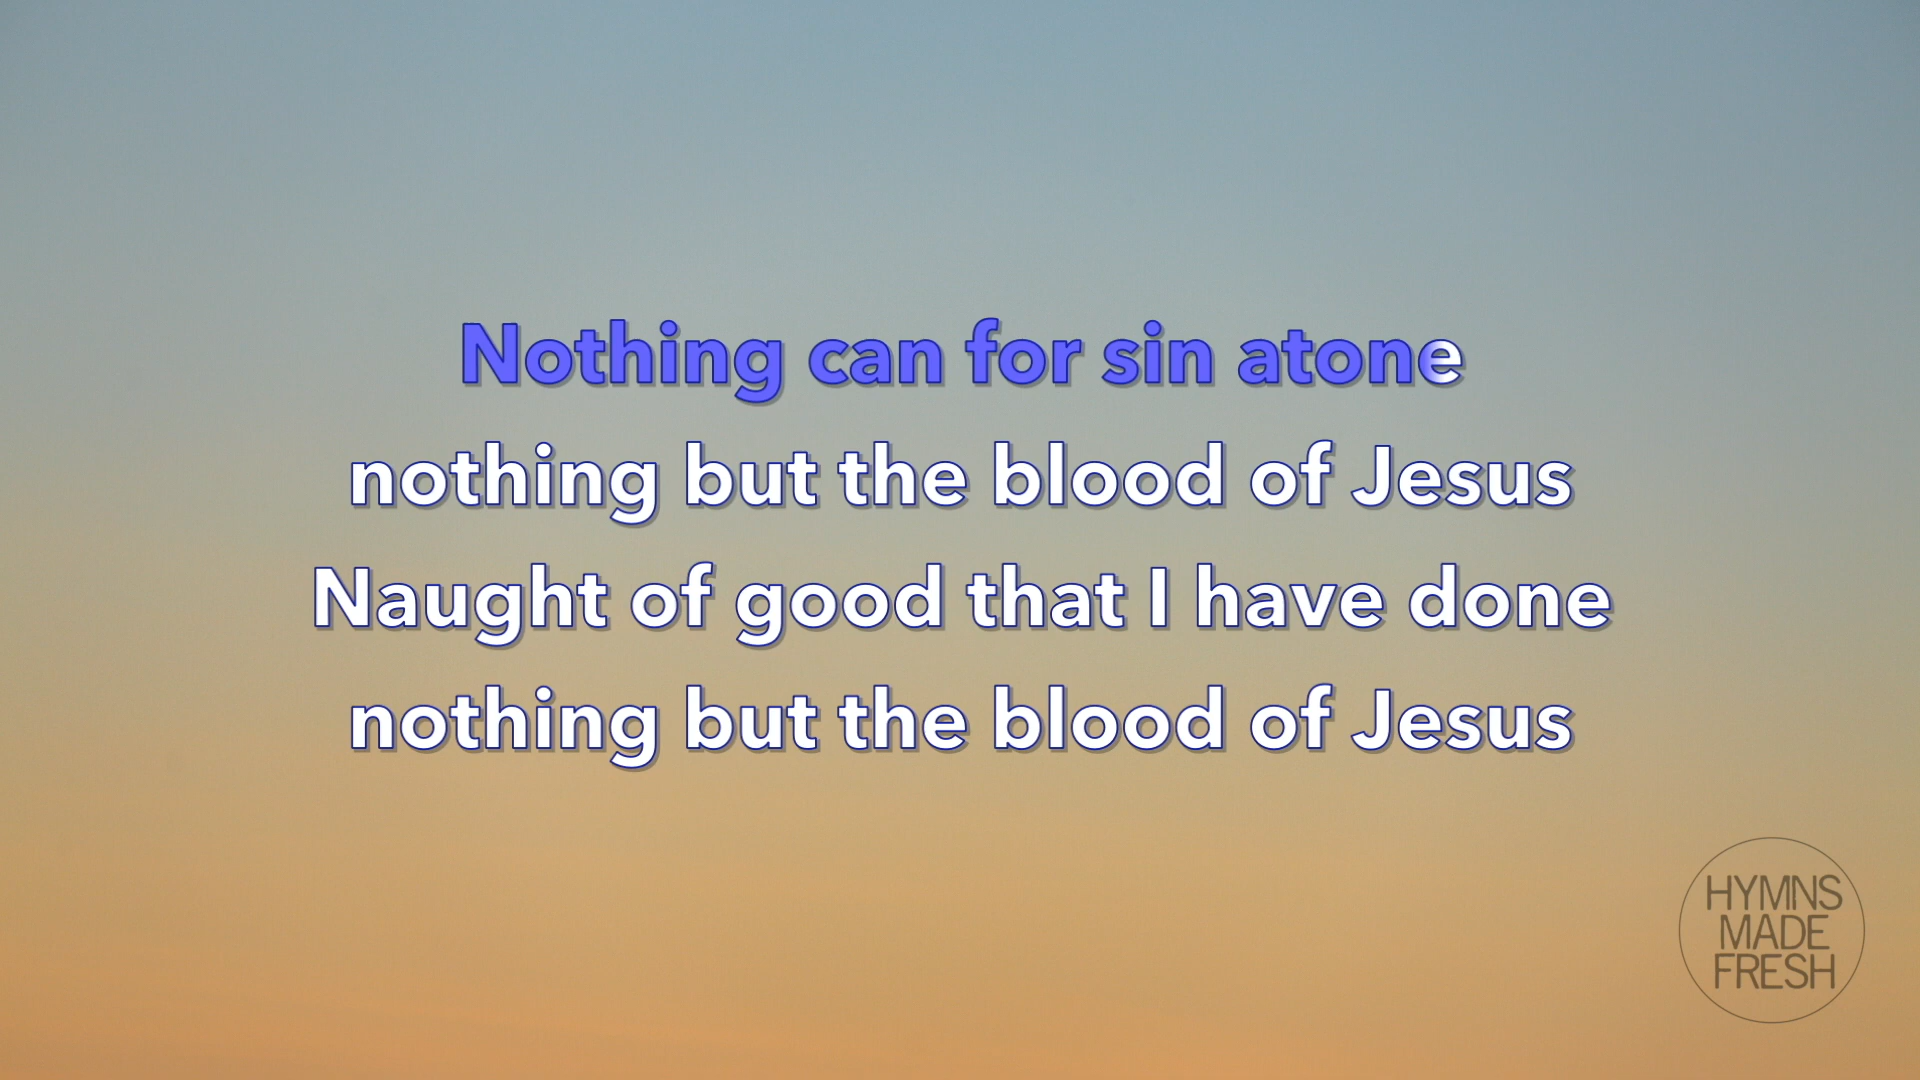 Nothing can for sin atone
nothing but the blood of Jesus
Naught of good that I have done
nothing but the blood of Jesus
HYMNS
MADE
FRESH